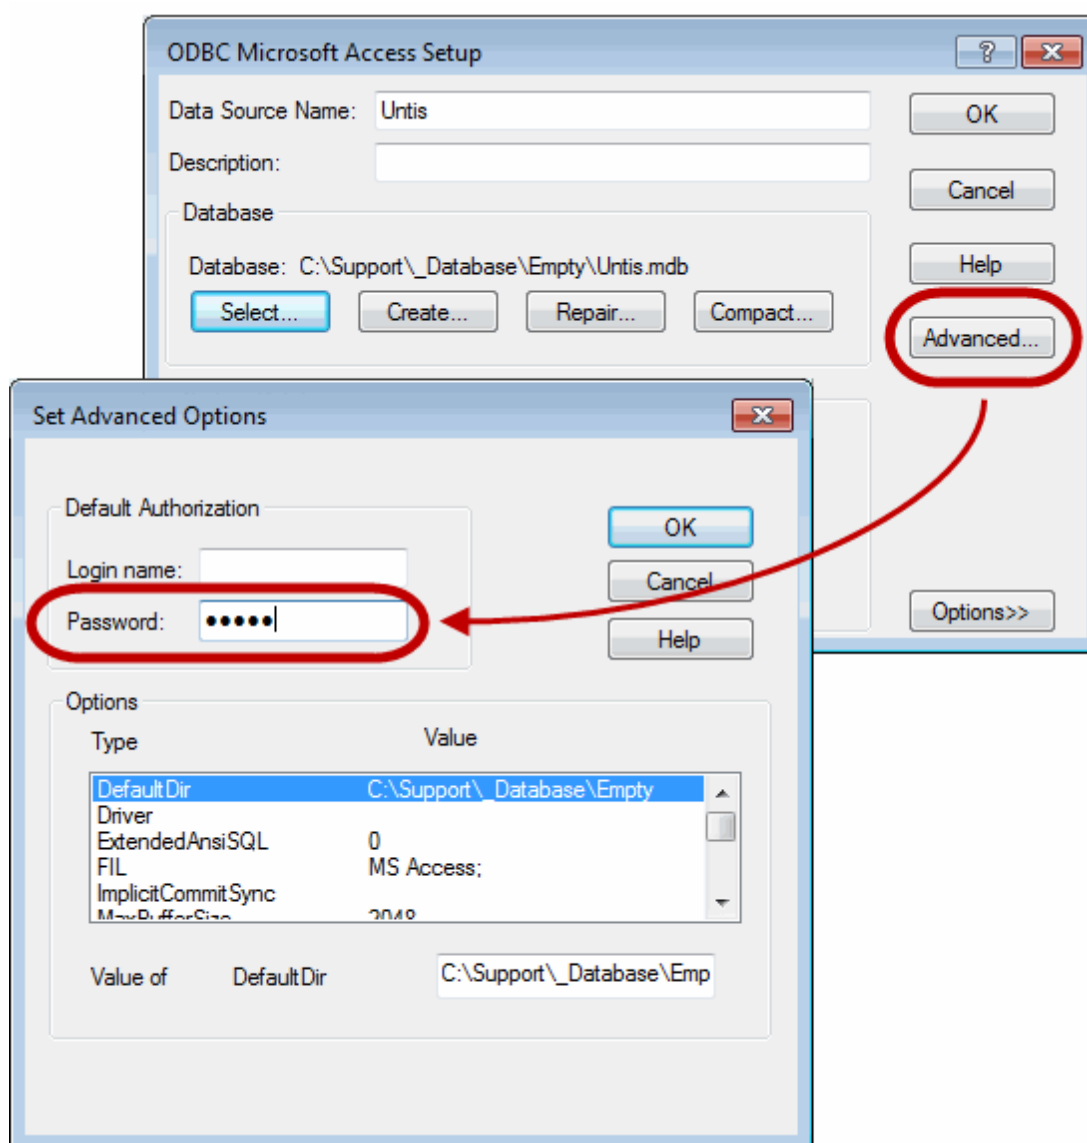 ODBC Microsoft Access Setup
Data Source Name: Untis
OK
Description:
Cancel
Database
Database: C:\Support\_Database\Empty\Untis.mdb
Help
Select... Create... Repair... Compact...
Advanced...
Options>>
Set Advanced Options
Default Authorization
OK
Login name:
Cancel
Password: •••••
Help
Options
Type Value
DefaultDir C:\Support\_Database\Empty
Driver
ExtendedAnsiSQL 0
FIL MS Access;
ImplicitCommitSync
MaxBufferSize 2048
Value of DefaultDir C:\Support\_Database\Emp